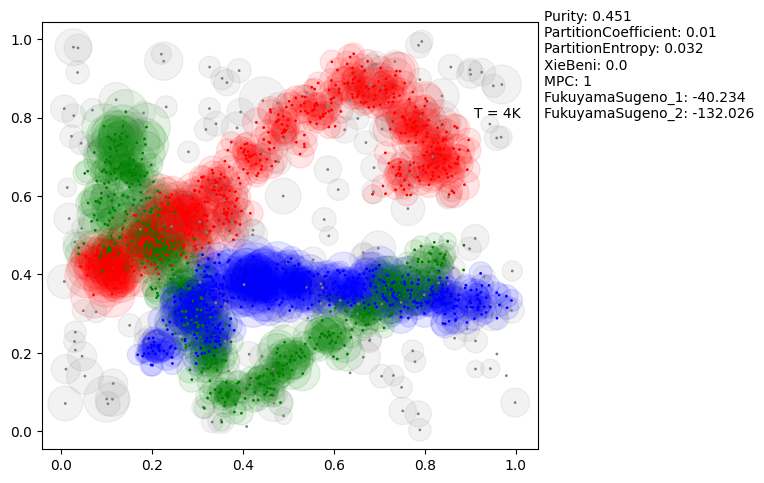 Purity: 0.451
PartitionCoefficient: 0.01
PartitionEntropy: 0.032
XieBeni: 0.0
MPC: 1
FukuyamaSugeno_1: -40.234
FukuyamaSugeno_2: -132.026
T = 4K
1.0
0.8
0.6
0.4
0.2
0.0
0.0 0.2 0.4 0.6 0.8 1.0